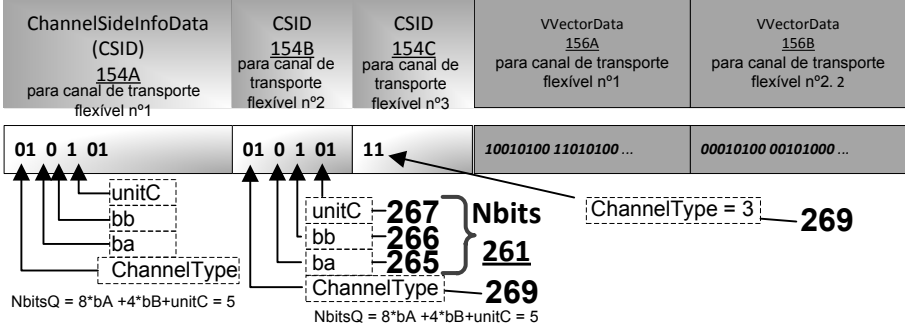 ChannelSideInfoData
(CSID)
154A
para canal de transporte
flexível nº1
CSID
154B
para canal de
transporte
flexível nº2
CSID
154C
para canal de
transporte
flexível nº3
VVectorData
156A
para canal de transporte
flexível nº1
VVectorData
156B
para canal de transporte
flexível nº2. 2
01 0 1 01
01 0 1 01
11
10010100 11010100 ...
00010100 00101000 ...
unitC
bb
ba
ChannelType
NbitsQ = 8*bA +4*bB+unitC = 5
unitC 267
bb 266
ba 265
Nbits
261
ChannelType 269
NbitsQ = 8*bA +4*bB+unitC = 5
ChannelType = 3 269